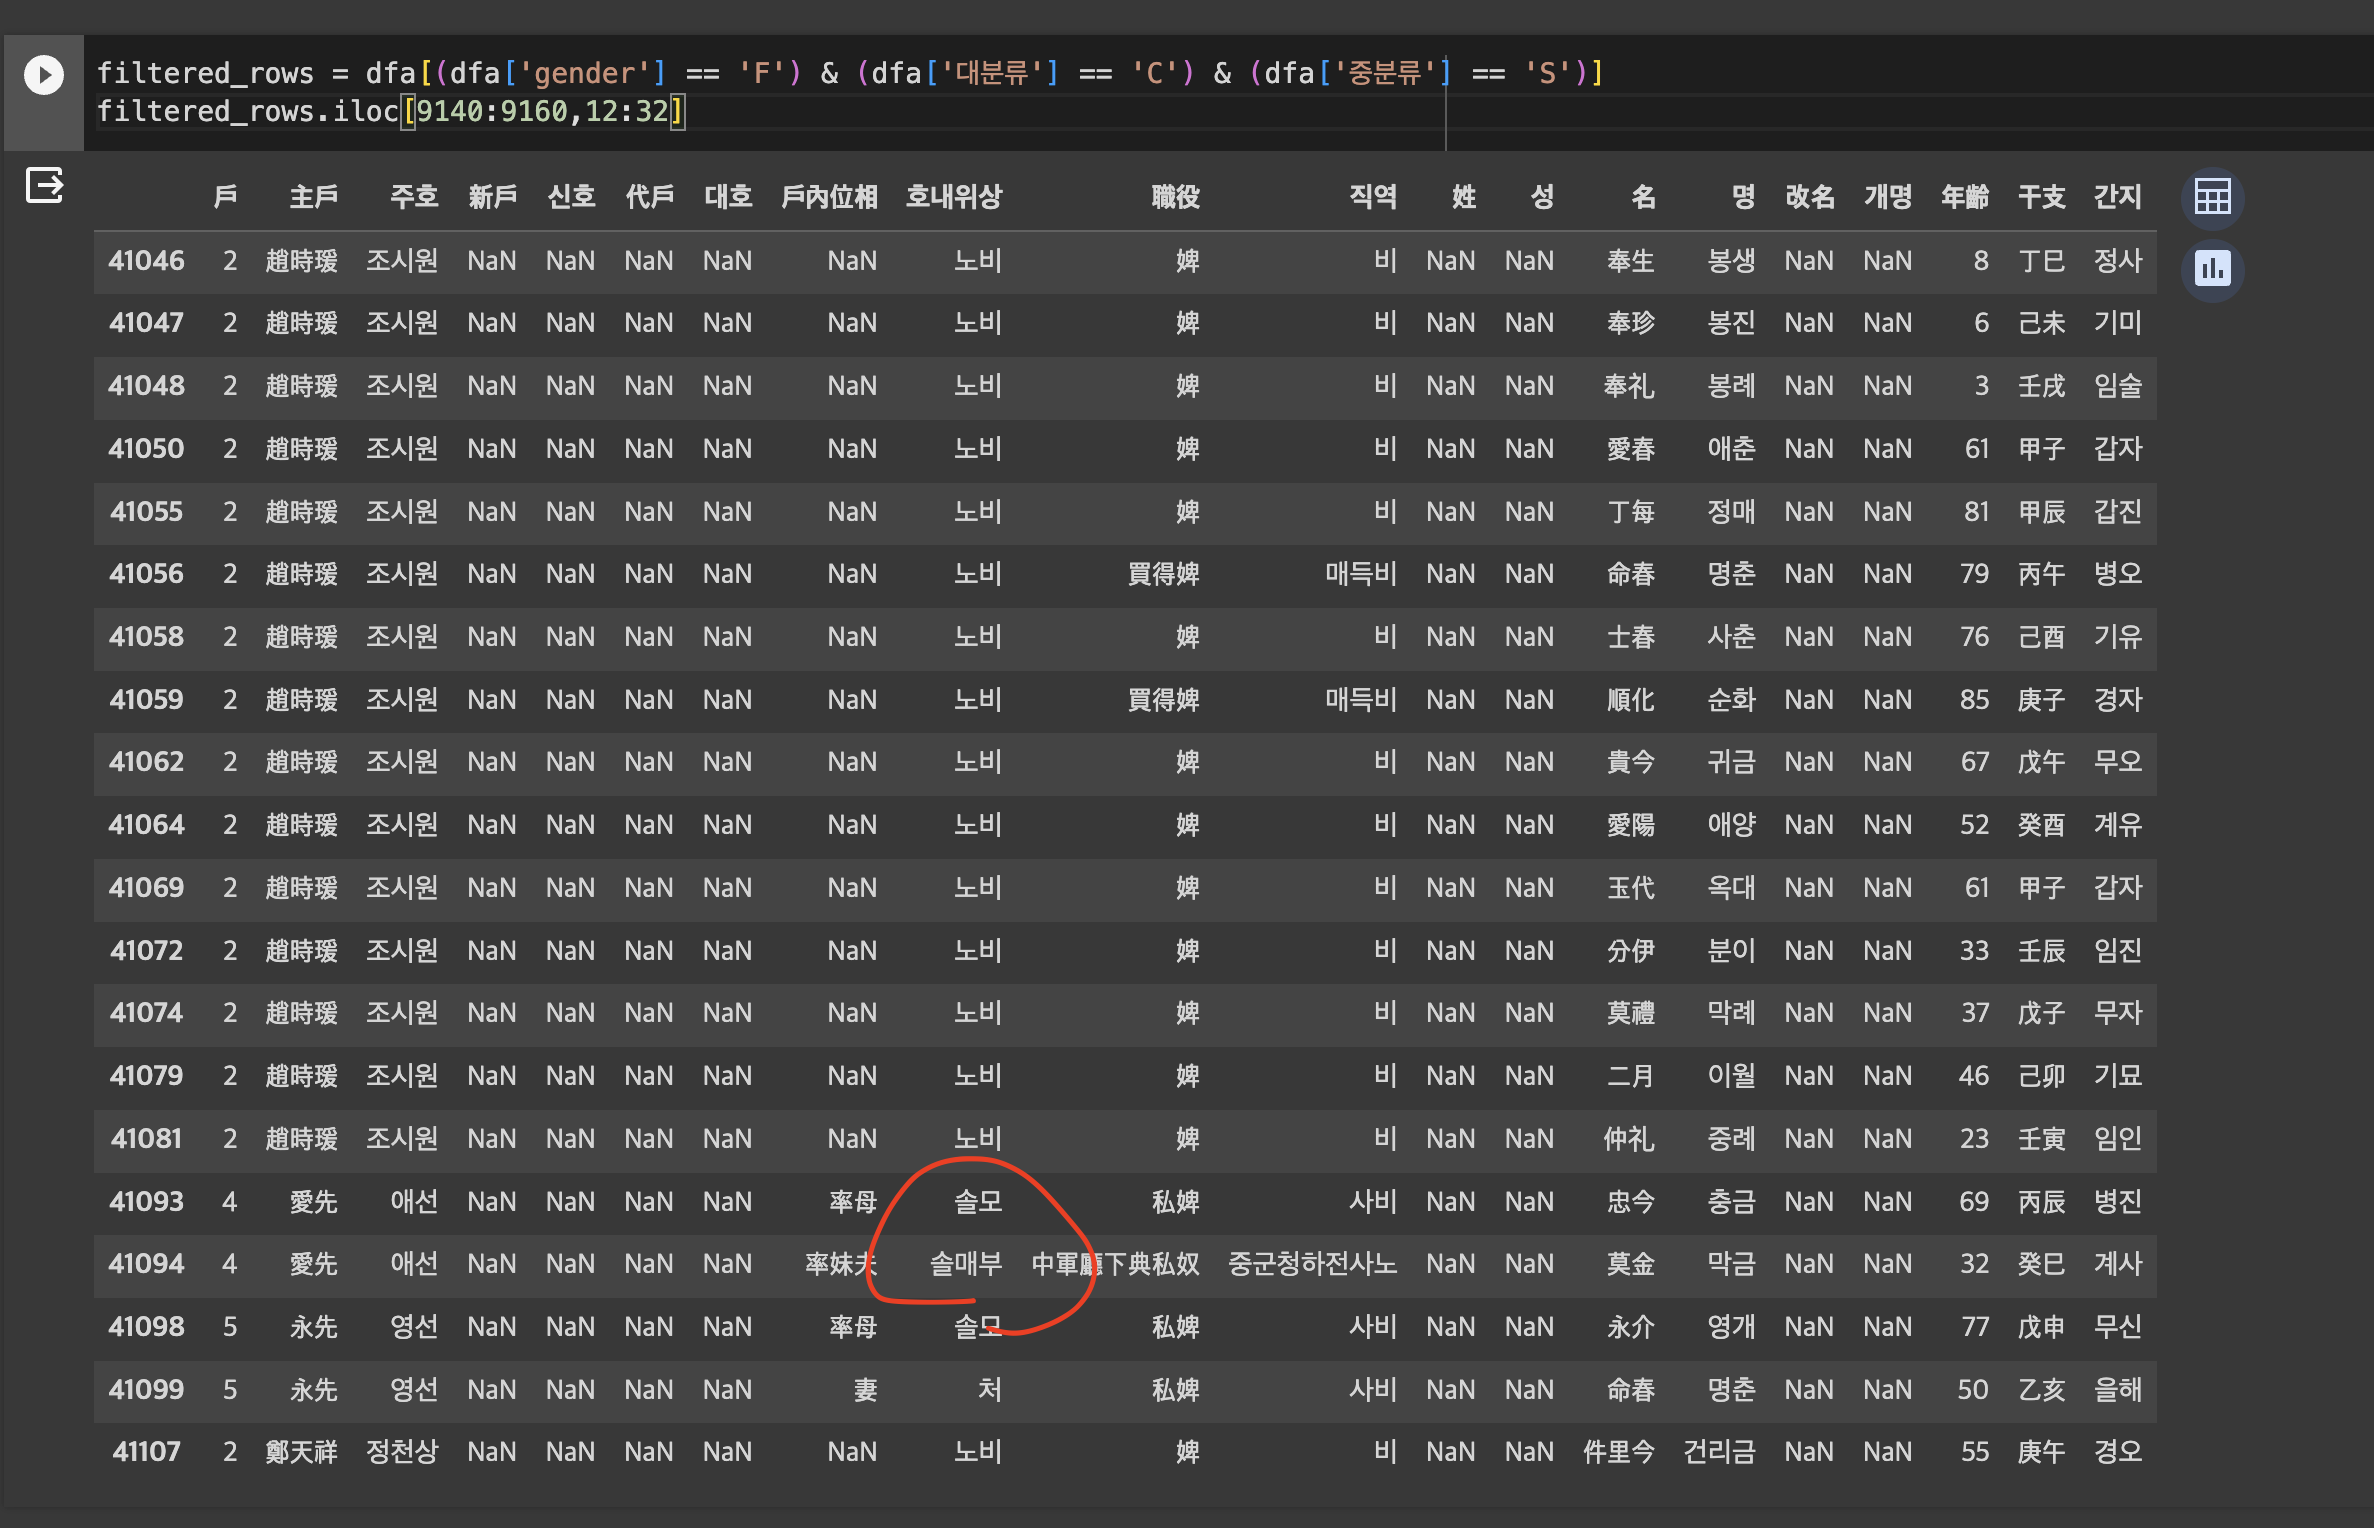 filtered_rows = dfa[(dfa['gender'] == 'F') & (dfa['대분류'] == 'C') & (dfa['중분류'] == 'S')]
filtered_rows.iloc[9140:9160,12:32]
戶 主戶 주호 新戶 신호 代戶 대호 戶內位相 호내위상 職役 직역 姓 성 名 명 改名 개명 年齡 干支 간지
41046 2 趙時瑗 조시원 NaN NaN NaN NaN NaN 노비 婢 비 NaN NaN 奉生 봉생 NaN NaN 8 丁巳 정사
41047 2 趙時瑗 조시원 NaN NaN NaN NaN NaN 노비 婢 비 NaN NaN 奉珍 봉진 NaN NaN 6 己未 기미
41048 2 趙時瑗 조시원 NaN NaN NaN NaN NaN 노비 婢 비 NaN NaN 奉礼 봉례 NaN NaN 3 壬戌 임술
41050 2 趙時瑗 조시원 NaN NaN NaN NaN NaN 노비 婢 비 NaN NaN 愛春 애춘 NaN NaN 61 甲子 갑자
41055 2 趙時瑗 조시원 NaN NaN NaN NaN NaN 노비 婢 비 NaN NaN 丁每 정매 NaN NaN 81 甲辰 갑진
41056 2 趙時瑗 조시원 NaN NaN NaN NaN NaN 노비 買得婢 매득비 NaN NaN 命春 명춘 NaN NaN 79 丙午 병오
41058 2 趙時瑗 조시원 NaN NaN NaN NaN NaN 노비 婢 비 NaN NaN 士春 사춘 NaN NaN 76 己酉 기유
41059 2 趙時瑗 조시원 NaN NaN NaN NaN NaN 노비 買得婢 매득비 NaN NaN 順化 순화 NaN NaN 85 庚子 경자
41062 2 趙時瑗 조시원 NaN NaN NaN NaN NaN 노비 婢 비 NaN NaN 貴今 귀금 NaN NaN 67 戊午 무오
41064 2 趙時瑗 조시원 NaN NaN NaN NaN NaN 노비 婢 비 NaN NaN 愛陽 애양 NaN NaN 52 癸酉 계유
41069 2 趙時瑗 조시원 NaN NaN NaN NaN NaN 노비 婢 비 NaN NaN 玉代 옥대 NaN NaN 61 甲子 갑자
41072 2 趙時瑗 조시원 NaN NaN NaN NaN NaN 노비 婢 비 NaN NaN 分伊 분이 NaN NaN 33 壬辰 임진
41074 2 趙時瑗 조시원 NaN NaN NaN NaN NaN 노비 婢 비 NaN NaN 莫禮 막례 NaN NaN 37 戊子 무자
41079 2 趙時瑗 조시원 NaN NaN NaN NaN NaN 노비 婢 비 NaN NaN 二月 이월 NaN NaN 46 己卯 기묘
41081 2 趙時瑗 조시원 NaN NaN NaN NaN NaN 노비 婢 비 NaN NaN 仲礼 중례 NaN NaN 23 壬寅 임인
41093 4 愛先 애선 NaN NaN NaN NaN 率母 솔모 私婢 사비 NaN NaN 忠今 충금 NaN NaN 69 丙辰 병진
41094 4 愛先 애선 NaN NaN NaN NaN 率妹夫 솔매부 中軍廳下典私奴 중군청하전사노 NaN NaN 莫金 막금 NaN NaN 32 癸巳 계사
41098 5 永先 영선 NaN NaN NaN NaN 率母 솔모 私婢 사비 NaN NaN 永介 영개 NaN NaN 77 戊申 무신
41099 5 永先 영선 NaN NaN NaN NaN 妻 처 私婢 사비 NaN NaN 命春 명춘 NaN NaN 50 乙亥 을해
41107 2 鄭天祥 정천상 NaN NaN NaN NaN NaN 노비 婢 비 NaN NaN 件里今 건리금 NaN NaN 55 庚午 경오